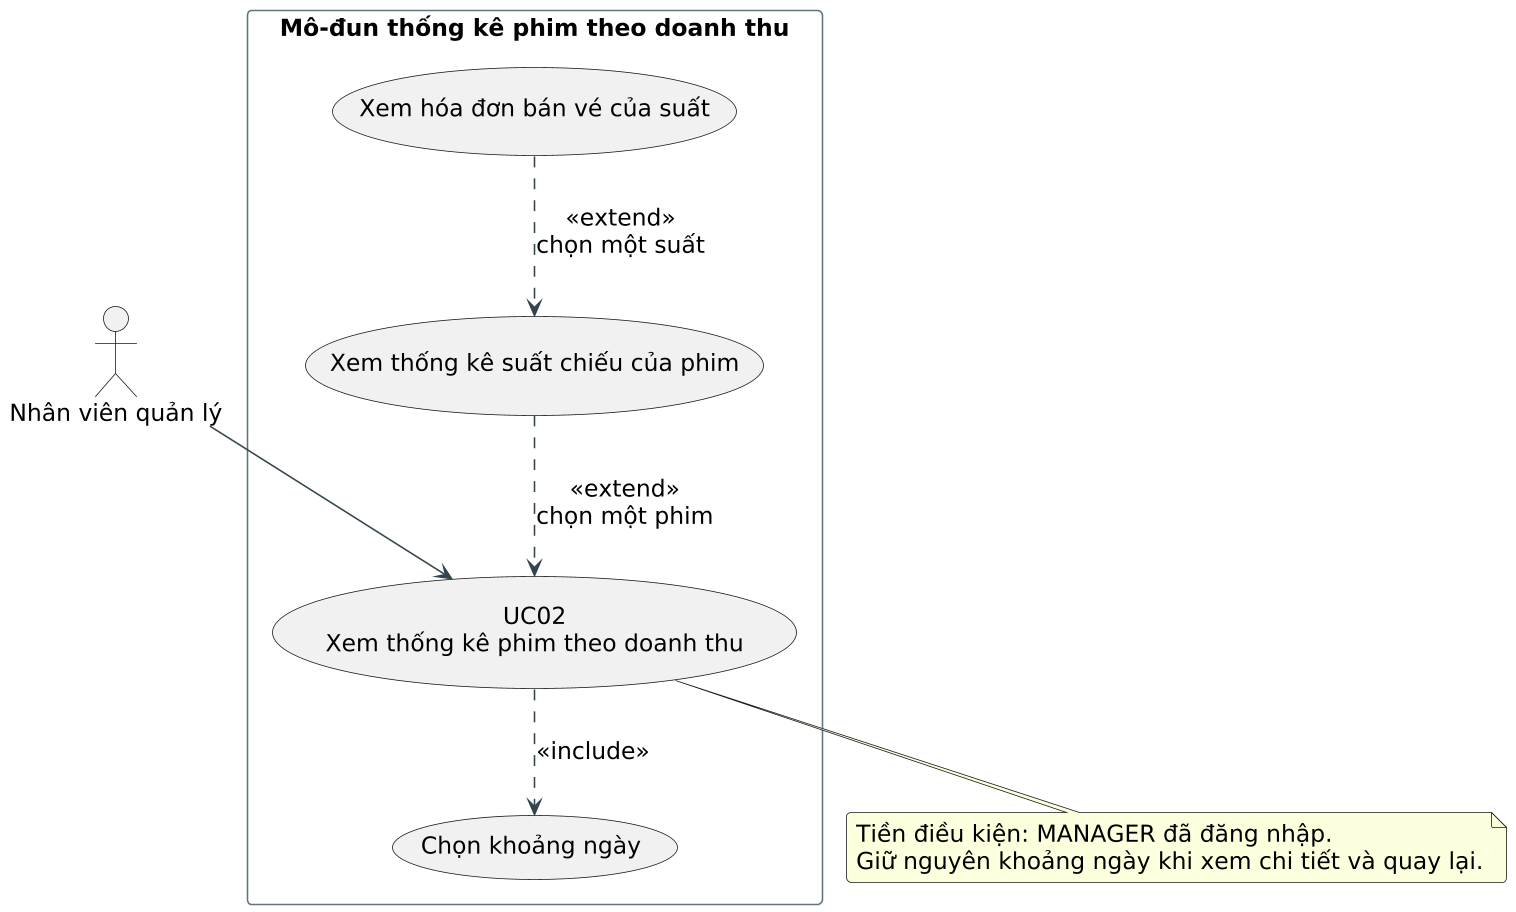 Mô-đun thống kê phim theo doanh thu
Xem hóa đơn bán vé của suất
«extend»
chọn một suất
Xem thống kê suất chiếu của phim
Nhân viên quản lý
«extend»
chọn một phim
UC02
Xem thống kê phim theo doanh thu
«include»
Chọn khoảng ngày
Tiền điều kiện: MANAGER đã đăng nhập.
Giữ nguyên khoảng ngày khi xem chi tiết và quay lại.